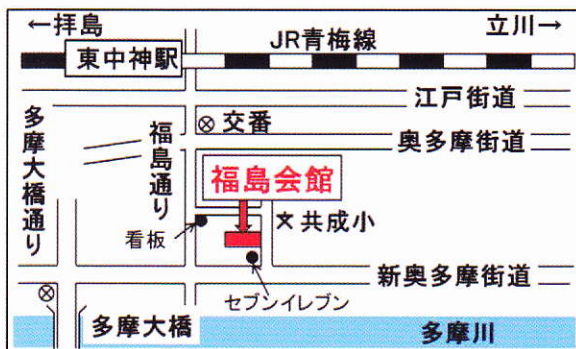 ←拝島
立川→
JR青梅線
東中神駅
江戸街道
交番
奥多摩街道
多摩大橋通り
福島通り
福島会館
文共成小
看板
新奥多摩街道
セブンイレブン
多摩大橋
多摩川